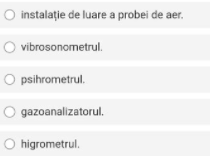 instalație de luare a probei de aer.
vibrosonometrul.
psihrometrul.
gazoanalizatorul.
higrometrul.